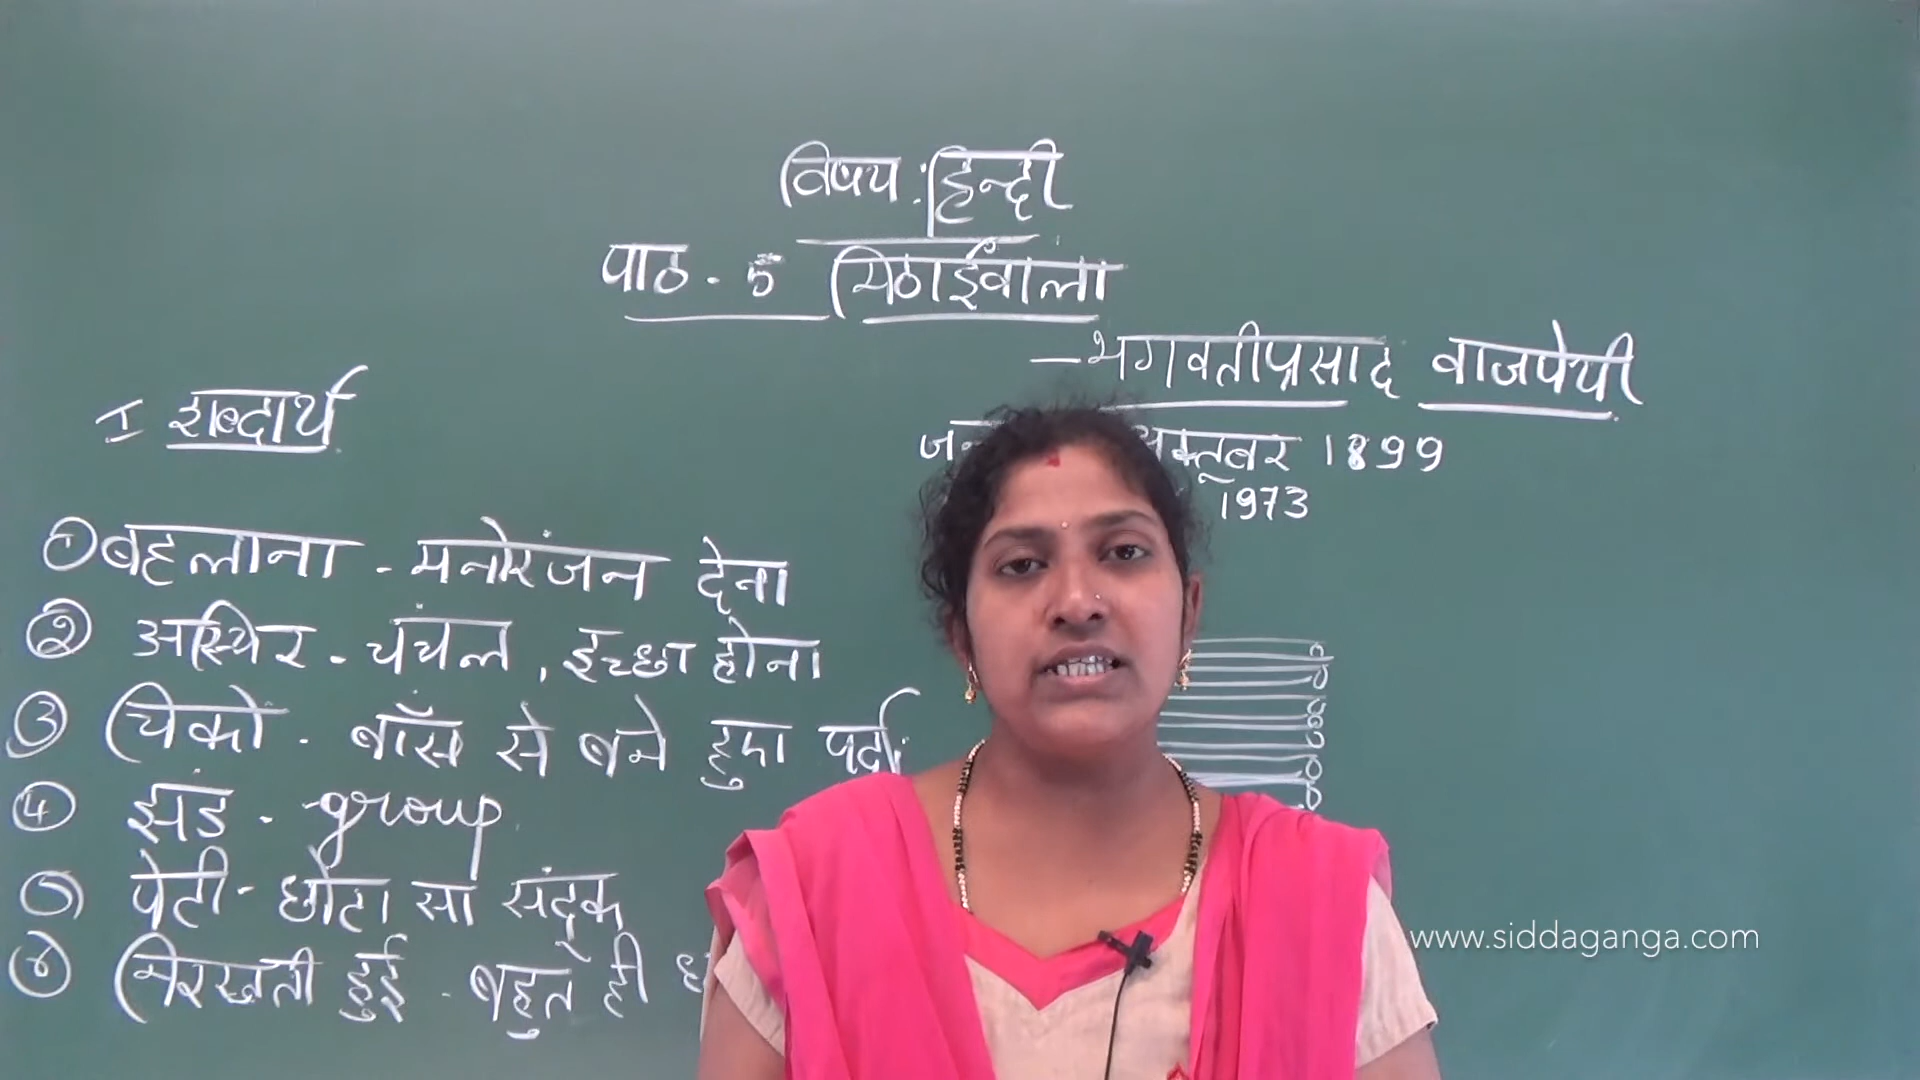 विषय : हिन्दी
पाठ - 5 मिठाईवाला
– भगवतीप्रसाद वाजपेयी
अक्तूबर 1899
1973
I शब्दार्थ
① बहलाना - मनोरंजन देना
② अस्थिर - चंचल, इच्छा होना
③ चिकों - बाँस से बने हुए पर्दा
④ झुंड - group
⑤ पेटी - छोटा सा संदूक
⑥ निरखती हुई - बहुत ही
www.siddaganga.com